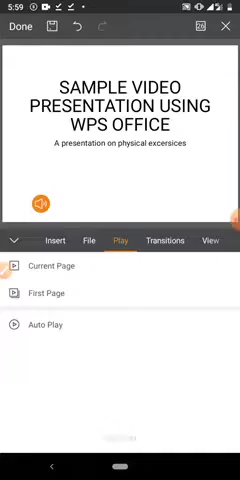 5:59
Done
26
SAMPLE VIDEO
PRESENTATION USING
WPS OFFICE
A presentation on physical excersices
Insert File Play Transitions View
Current Page
First Page
Auto Play